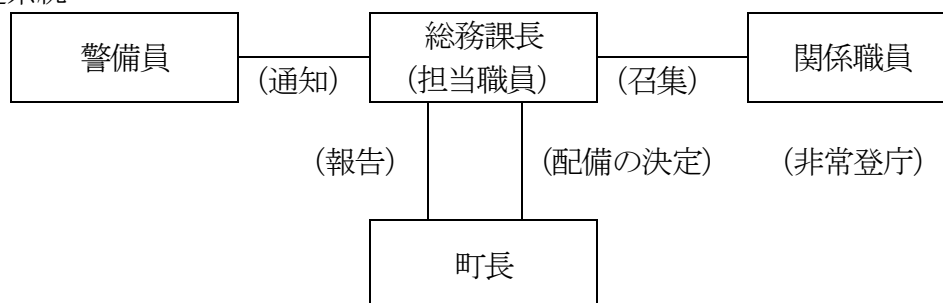 警備員
総務課長
(担当職員)
関係職員
(通知)
(召集)
(報告)
(配備の決定)
(非常登庁)
町長